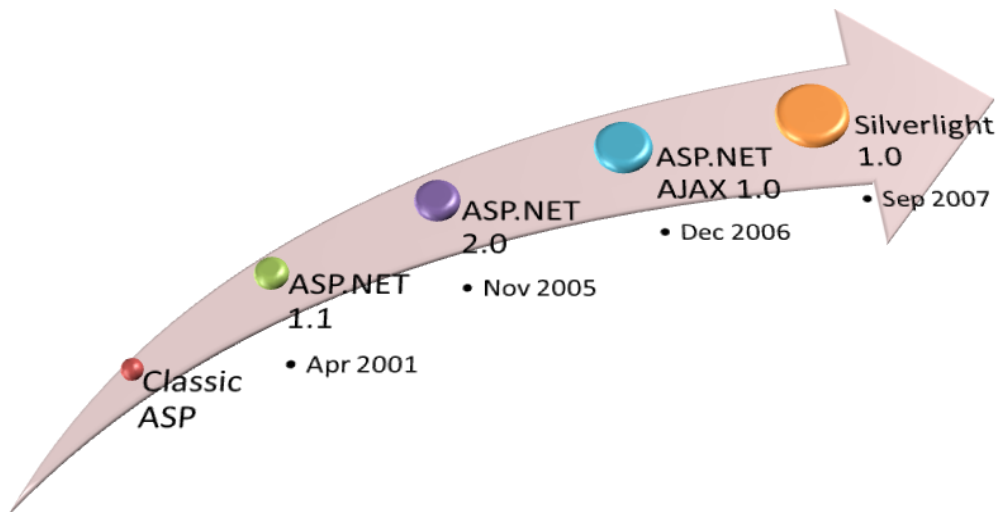 Classic
ASP
ASP.NET
1.1
• Apr 2001
ASP.NET
2.0
• Nov 2005
ASP.NET
AJAX 1.0
• Dec 2006
Silverlight
1.0
• Sep 2007